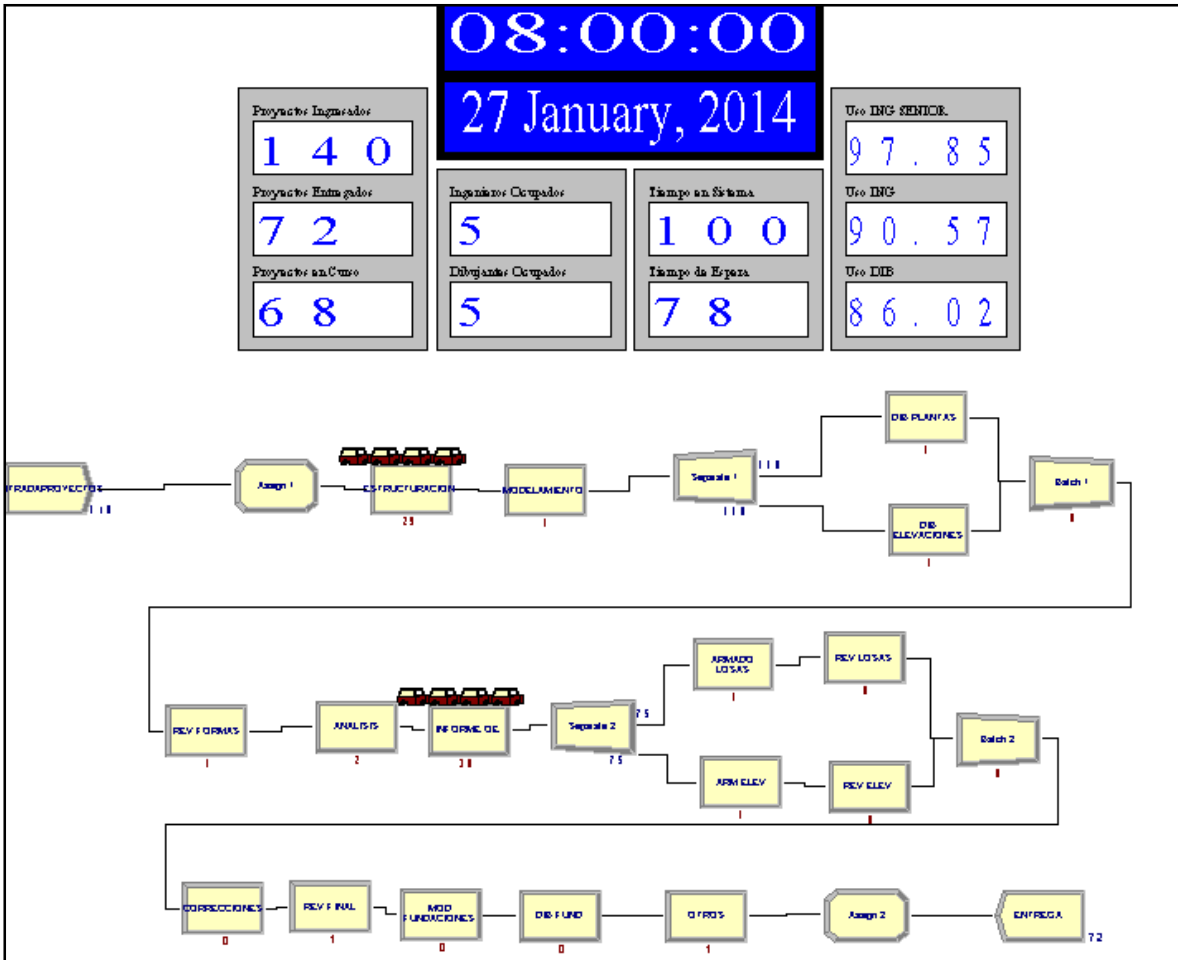 08:00:00
27 January, 2014
Proyectos Ingresados
140
Proyectos Entregados
72
Proyectos en Curso
68
Ingenieros Ocupados
5
Dibujantes Ocupados
5
Tiempo en Sistema
100
Tiempo de Espera
78
Uso ING SENIOR
97.85
Uso ING
90.57
Uso DIB
86.02
TRADAPROYECTOS
Assign 1
ESTRUCTURACION
MODELAMIENTO
1
Separate 1
DIB PLANTAS
1
DIB
ELEVACIONES
1
Batch 1
0
REV FORMAS
1
ANALISIS
2
INFORME DE
Separate 2
75
75
ARMADO
LOSAS
1
REV LOSAS
0
ARM ELEV
1
REV ELEV
0
Batch 2
0
CORRECCIONES
0
REV FINAL
1
MOD
FUNDACIONES
0
DIB FUND
0
OTROS
1
Assign 2
ENTREGA
72